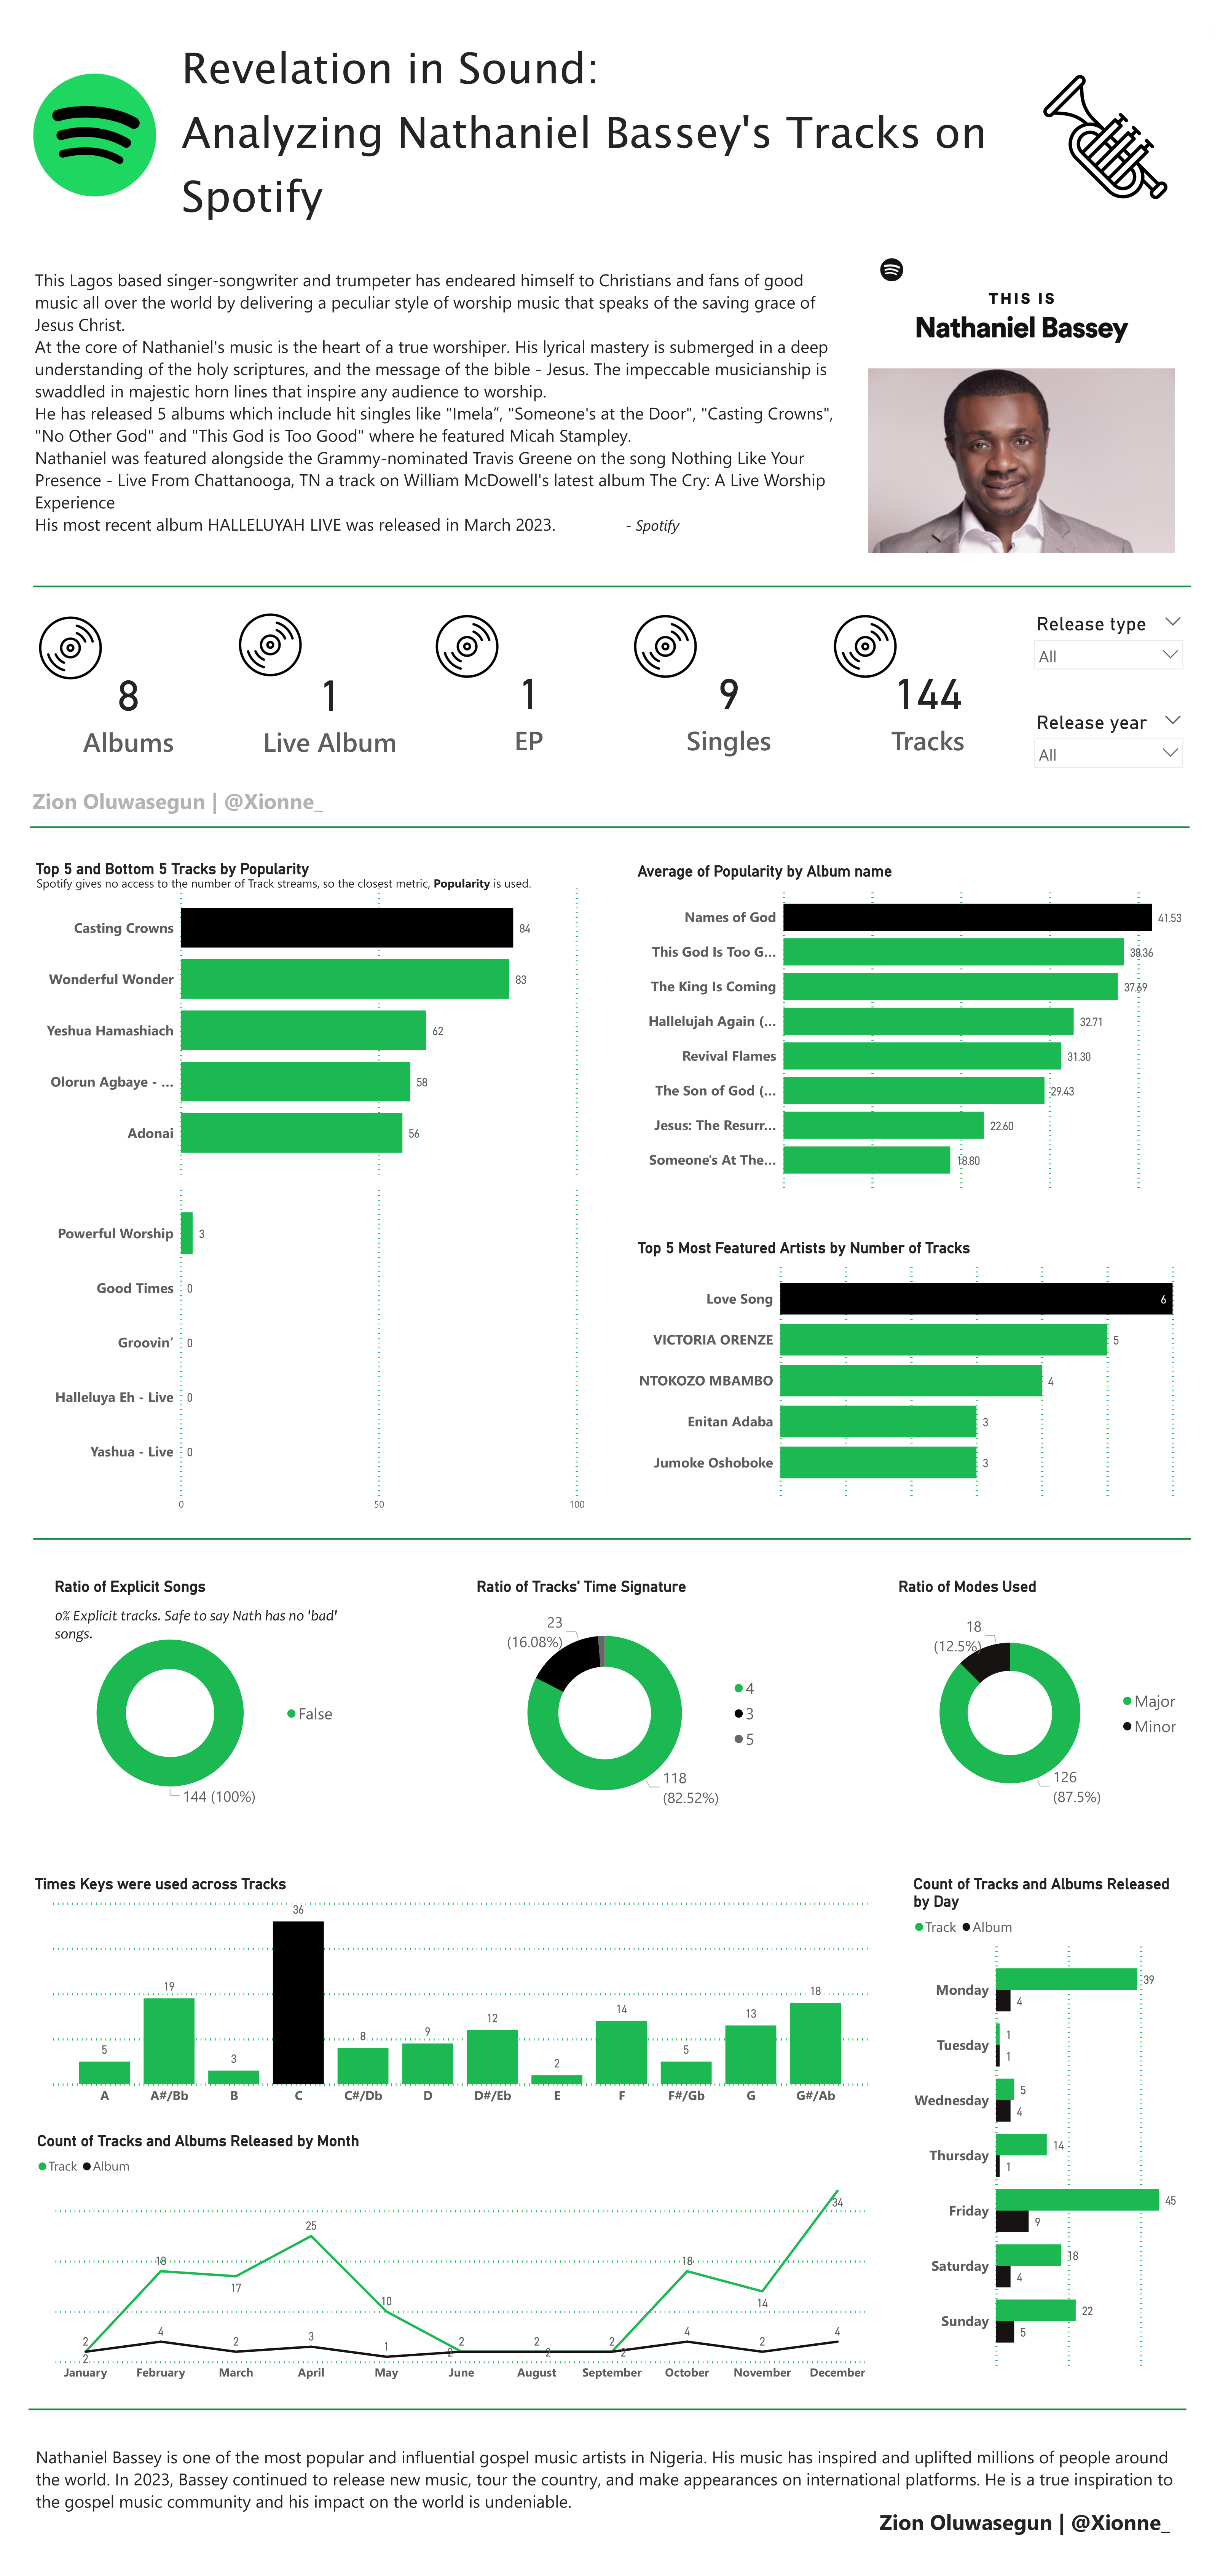 Revelation in Sound:
Analyzing Nathaniel Bassey's Tracks on
Spotify
This Lagos based singer-songwriter and trumpeter has endeared himself to Christians and fans of good
music all over the world by delivering a peculiar style of worship music that speaks of the saving grace of
Jesus Christ.
At the core of Nathaniel's music is the heart of a true worshiper. His lyrical mastery is submerged in a deep
understanding of the holy scriptures, and the message of the bible - Jesus. The impeccable musicianship is
swaddled in majestic horn lines that inspire any audience to worship.
He has released 5 albums which include hit singles like "Imela”, "Someone's at the Door", "Casting Crowns",
"No Other God" and "This God is Too Good" where he featured Micah Stampley.
Nathaniel was featured alongside the Grammy-nominated Travis Greene on the song Nothing Like Your
Presence - Live From Chattanooga, TN a track on William McDowell's latest album The Cry: A Live Worship
Experience
His most recent album HALLELUYAH LIVE was released in March 2023. - Spotify
THIS IS
Nathaniel Bassey
8
Albums
1
Live Album
1
EP
9
Singles
144
Tracks
Release type
All
Release year
All
Zion Oluwasegun | @Xionne_
Top 5 and Bottom 5 Tracks by Popularity
Spotify gives no access to the number of Track streams, so the closest metric, Popularity is used.
Casting Crowns 84
Wonderful Wonder 83
Yeshua Hamashiach 62
Olorun Agbaye - ... 58
Adonai 56
Powerful Worship 3
Good Times 0
Groovin’ 0
Halleluya Eh - Live 0
Yashua - Live 0
0 50 100
Average of Popularity by Album name
Names of God 41.53
This God Is Too G... 38.36
The King Is Coming 37.69
Hallelujah Again (... 32.71
Revival Flames 31.30
The Son of God (... 29.43
Jesus: The Resurr... 22.60
Someone's At The... 18.80
Top 5 Most Featured Artists by Number of Tracks
Love Song 6
VICTORIA ORENZE 5
NTOKOZO MBAMBO 4
Enitan Adaba 3
Jumoke Oshoboke 3
Ratio of Explicit Songs
0% Explicit tracks. Safe to say Nath has no 'bad'
songs.
False
144 (100%)
Ratio of Tracks' Time Signature
23
(16.08%)
4
3
5
118
(82.52%)
Ratio of Modes Used
18
(12.5%)
Major
Minor
126
(87.5%)
Times Keys were used across Tracks
5 19 3 36 8 9 12 2 14 5 13 18
A A#/Bb B C C#/Db D D#/Eb E F F#/Gb G G#/Ab
Count of Tracks and Albums Released
by Day
Track Album
Monday 39
4
Tuesday 1
1
Wednesday 5
4
Thursday 14
1
Friday 45
9
Saturday 18
4
Sunday 22
5
Count of Tracks and Albums Released by Month
Track Album
2 18 17 25 10 2 2 2 18 14 34
2 4 2 3 1 2 2 2 4 2 4
January February March April May June August September October November December
Nathaniel Bassey is one of the most popular and influential gospel music artists in Nigeria. His music has inspired and uplifted millions of people around
the world. In 2023, Bassey continued to release new music, tour the country, and make appearances on international platforms. He is a true inspiration to
the gospel music community and his impact on the world is undeniable.
Zion Oluwasegun | @Xionne_